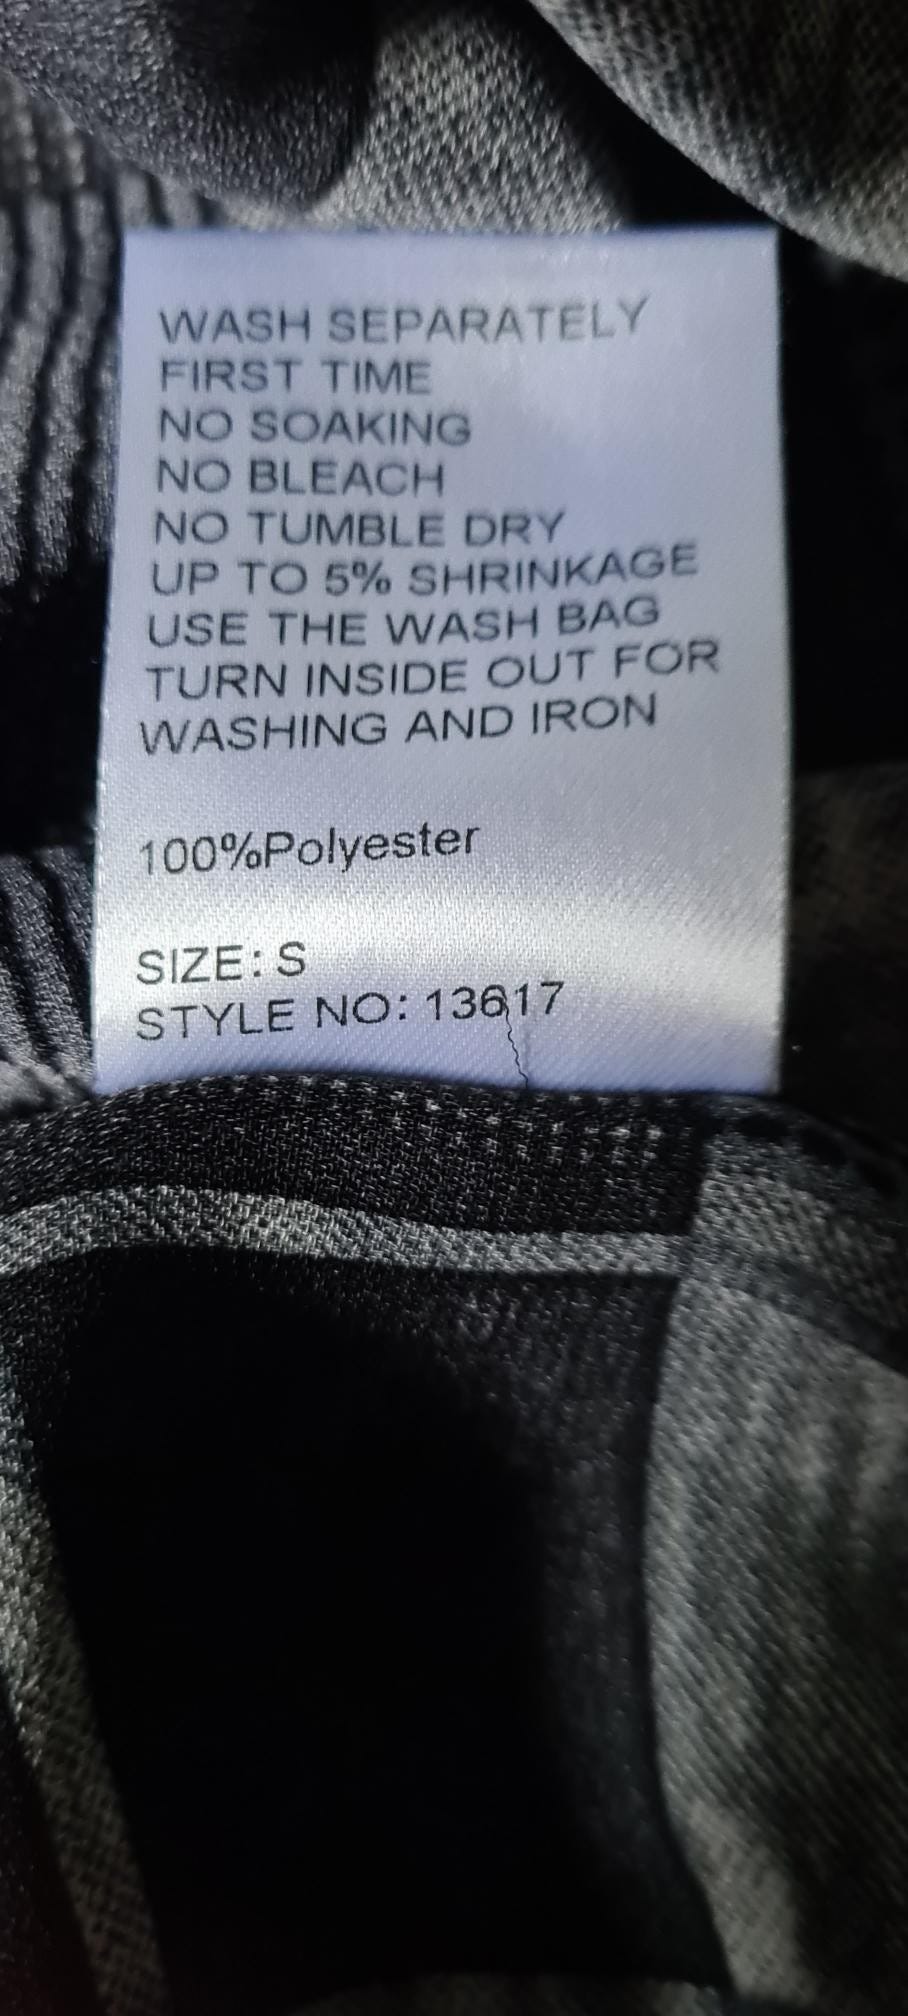 WASH SEPARATELY
FIRST TIME
NO SOAKING
NO BLEACH
NO TUMBLE DRY
UP TO 5% SHRINKAGE
USE THE WASH BAG
TURN INSIDE OUT FOR
WASHING AND IRON
100%Polyester
SIZE: S
STYLE NO: 13617